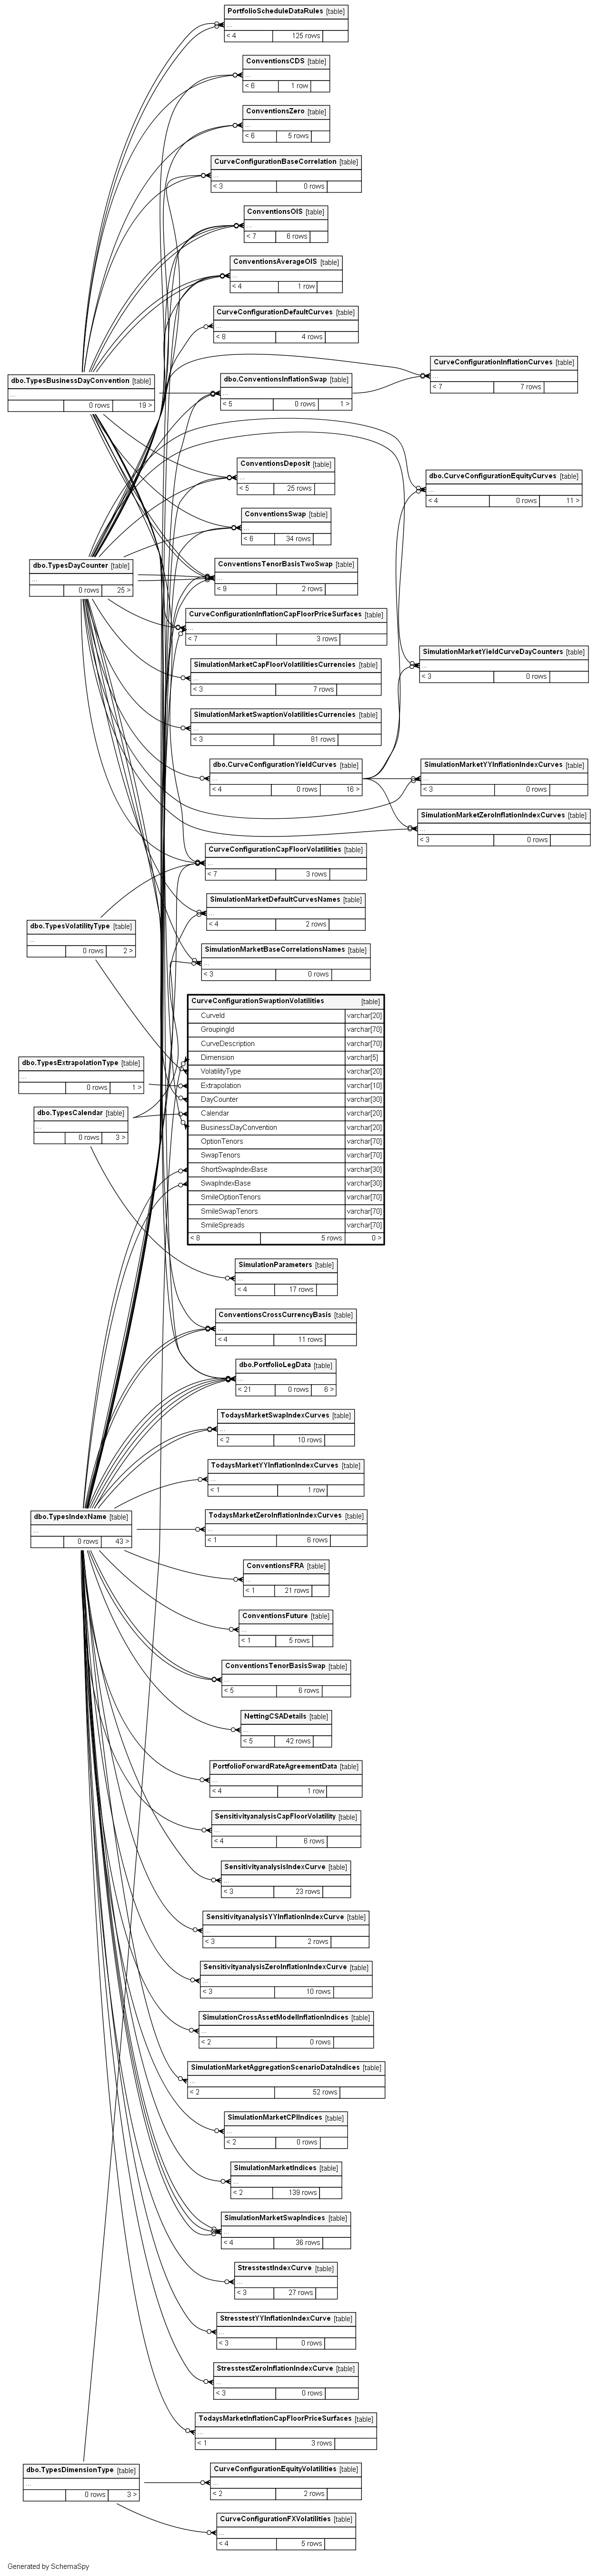 PortfolioScheduleDataRules [table]
...
< 4 125 rows
ConventionsCDS [table]
...
< 6 1 row
ConventionsZero [table]
...
< 6 5 rows
CurveConfigurationBaseCorrelation [table]
...
< 3 0 rows
ConventionsOIS [table]
...
< 7 6 rows
ConventionsAverageOIS [table]
...
< 4 1 row
CurveConfigurationDefaultCurves [table]
...
< 8 4 rows
CurveConfigurationInflationCurves [table]
...
< 7 7 rows
dbo.TypesBusinessDayConvention [table]
...
0 rows 19 >
dbo.ConventionsInflationSwap [table]
...
< 5 0 rows 1 >
ConventionsDeposit [table]
...
< 5 25 rows
dbo.CurveConfigurationEquityCurves [table]
...
< 4 0 rows 11 >
ConventionsSwap [table]
...
< 6 34 rows
dbo.TypesDayCounter [table]
...
0 rows 25 >
ConventionsTenorBasisTwoSwap [table]
...
< 9 2 rows
CurveConfigurationInflationCapFloorPriceSurfaces [table]
...
< 7 3 rows
SimulationMarketCapFloorVolatilitiesCurrencies [table]
...
< 3 7 rows
SimulationMarketYieldCurveDayCounters [table]
...
< 3 0 rows
SimulationMarketSwaptionVolatilitiesCurrencies [table]
...
< 3 81 rows
dbo.CurveConfigurationYieldCurves [table]
...
< 4 0 rows 16 >
SimulationMarketYYInflationIndexCurves [table]
...
< 3 0 rows
SimulationMarketZeroInflationIndexCurves [table]
...
< 3 0 rows
CurveConfigurationCapFloorVolatilities [table]
...
< 7 3 rows
SimulationMarketDefaultCurvesNames [table]
...
< 4 2 rows
dbo.TypesVolatilityType [table]
...
0 rows 2 >
SimulationMarketBaseCorrelationsNames [table]
...
< 3 0 rows
CurveConfigurationSwaptionVolatilities [table]
CurveId varchar[20]
GroupingId varchar[70]
CurveDescription varchar[70]
Dimension varchar[5]
VolatilityType varchar[20]
Extrapolation varchar[10]
DayCounter varchar[30]
Calendar varchar[20]
BusinessDayConvention varchar[20]
OptionTenors varchar[70]
SwapTenors varchar[70]
ShortSwapIndexBase varchar[30]
SwapIndexBase varchar[30]
SmileOptionTenors varchar[70]
SmileSwapTenors varchar[70]
SmileSpreads varchar[70]
< 8 5 rows 0 >
dbo.TypesExtrapolationType [table]
...
0 rows 1 >
dbo.TypesCalendar [table]
...
0 rows 3 >
SimulationParameters [table]
...
< 4 17 rows
ConventionsCrossCurrencyBasis [table]
...
< 4 11 rows
dbo.PortfolioLegData [table]
...
< 21 0 rows 6 >
TodaysMarketSwapIndexCurves [table]
...
< 2 10 rows
TodaysMarketYYInflationIndexCurves [table]
...
< 1 1 row
dbo.TypesIndexName [table]
...
0 rows 43 >
TodaysMarketZeroInflationIndexCurves [table]
...
< 1 6 rows
ConventionsFRA [table]
...
< 1 21 rows
ConventionsFuture [table]
...
< 1 5 rows
ConventionsTenorBasisSwap [table]
...
< 5 6 rows
NettingCSADetails [table]
...
< 5 42 rows
PortfolioForwardRateAgreementData [table]
...
< 4 1 row
SensitivityanalysisCapFloorVolatility [table]
...
< 4 6 rows
SensitivityanalysisIndexCurve [table]
...
< 3 23 rows
SensitivityanalysisYYInflationIndexCurve [table]
...
< 3 2 rows
SensitivityanalysisZeroInflationIndexCurve [table]
...
< 3 10 rows
SimulationCrossAssetModelInflationIndices [table]
...
< 2 0 rows
SimulationMarketAggregationScenarioDataIndices [table]
...
< 2 52 rows
SimulationMarketCPIIndices [table]
...
< 2 0 rows
SimulationMarketIndices [table]
...
< 2 139 rows
SimulationMarketSwapIndices [table]
...
< 4 36 rows
StresstestIndexCurve [table]
...
< 3 27 rows
StresstestYYInflationIndexCurve [table]
...
< 3 0 rows
StresstestZeroInflationIndexCurve [table]
...
< 3 0 rows
TodaysMarketInflationCapFloorPriceSurfaces [table]
...
< 1 3 rows
dbo.TypesDimensionType [table]
...
0 rows 3 >
CurveConfigurationEquityVolatilities [table]
...
< 2 2 rows
CurveConfigurationFXVolatilities [table]
...
< 4 5 rows
Generated by SchemaSpy